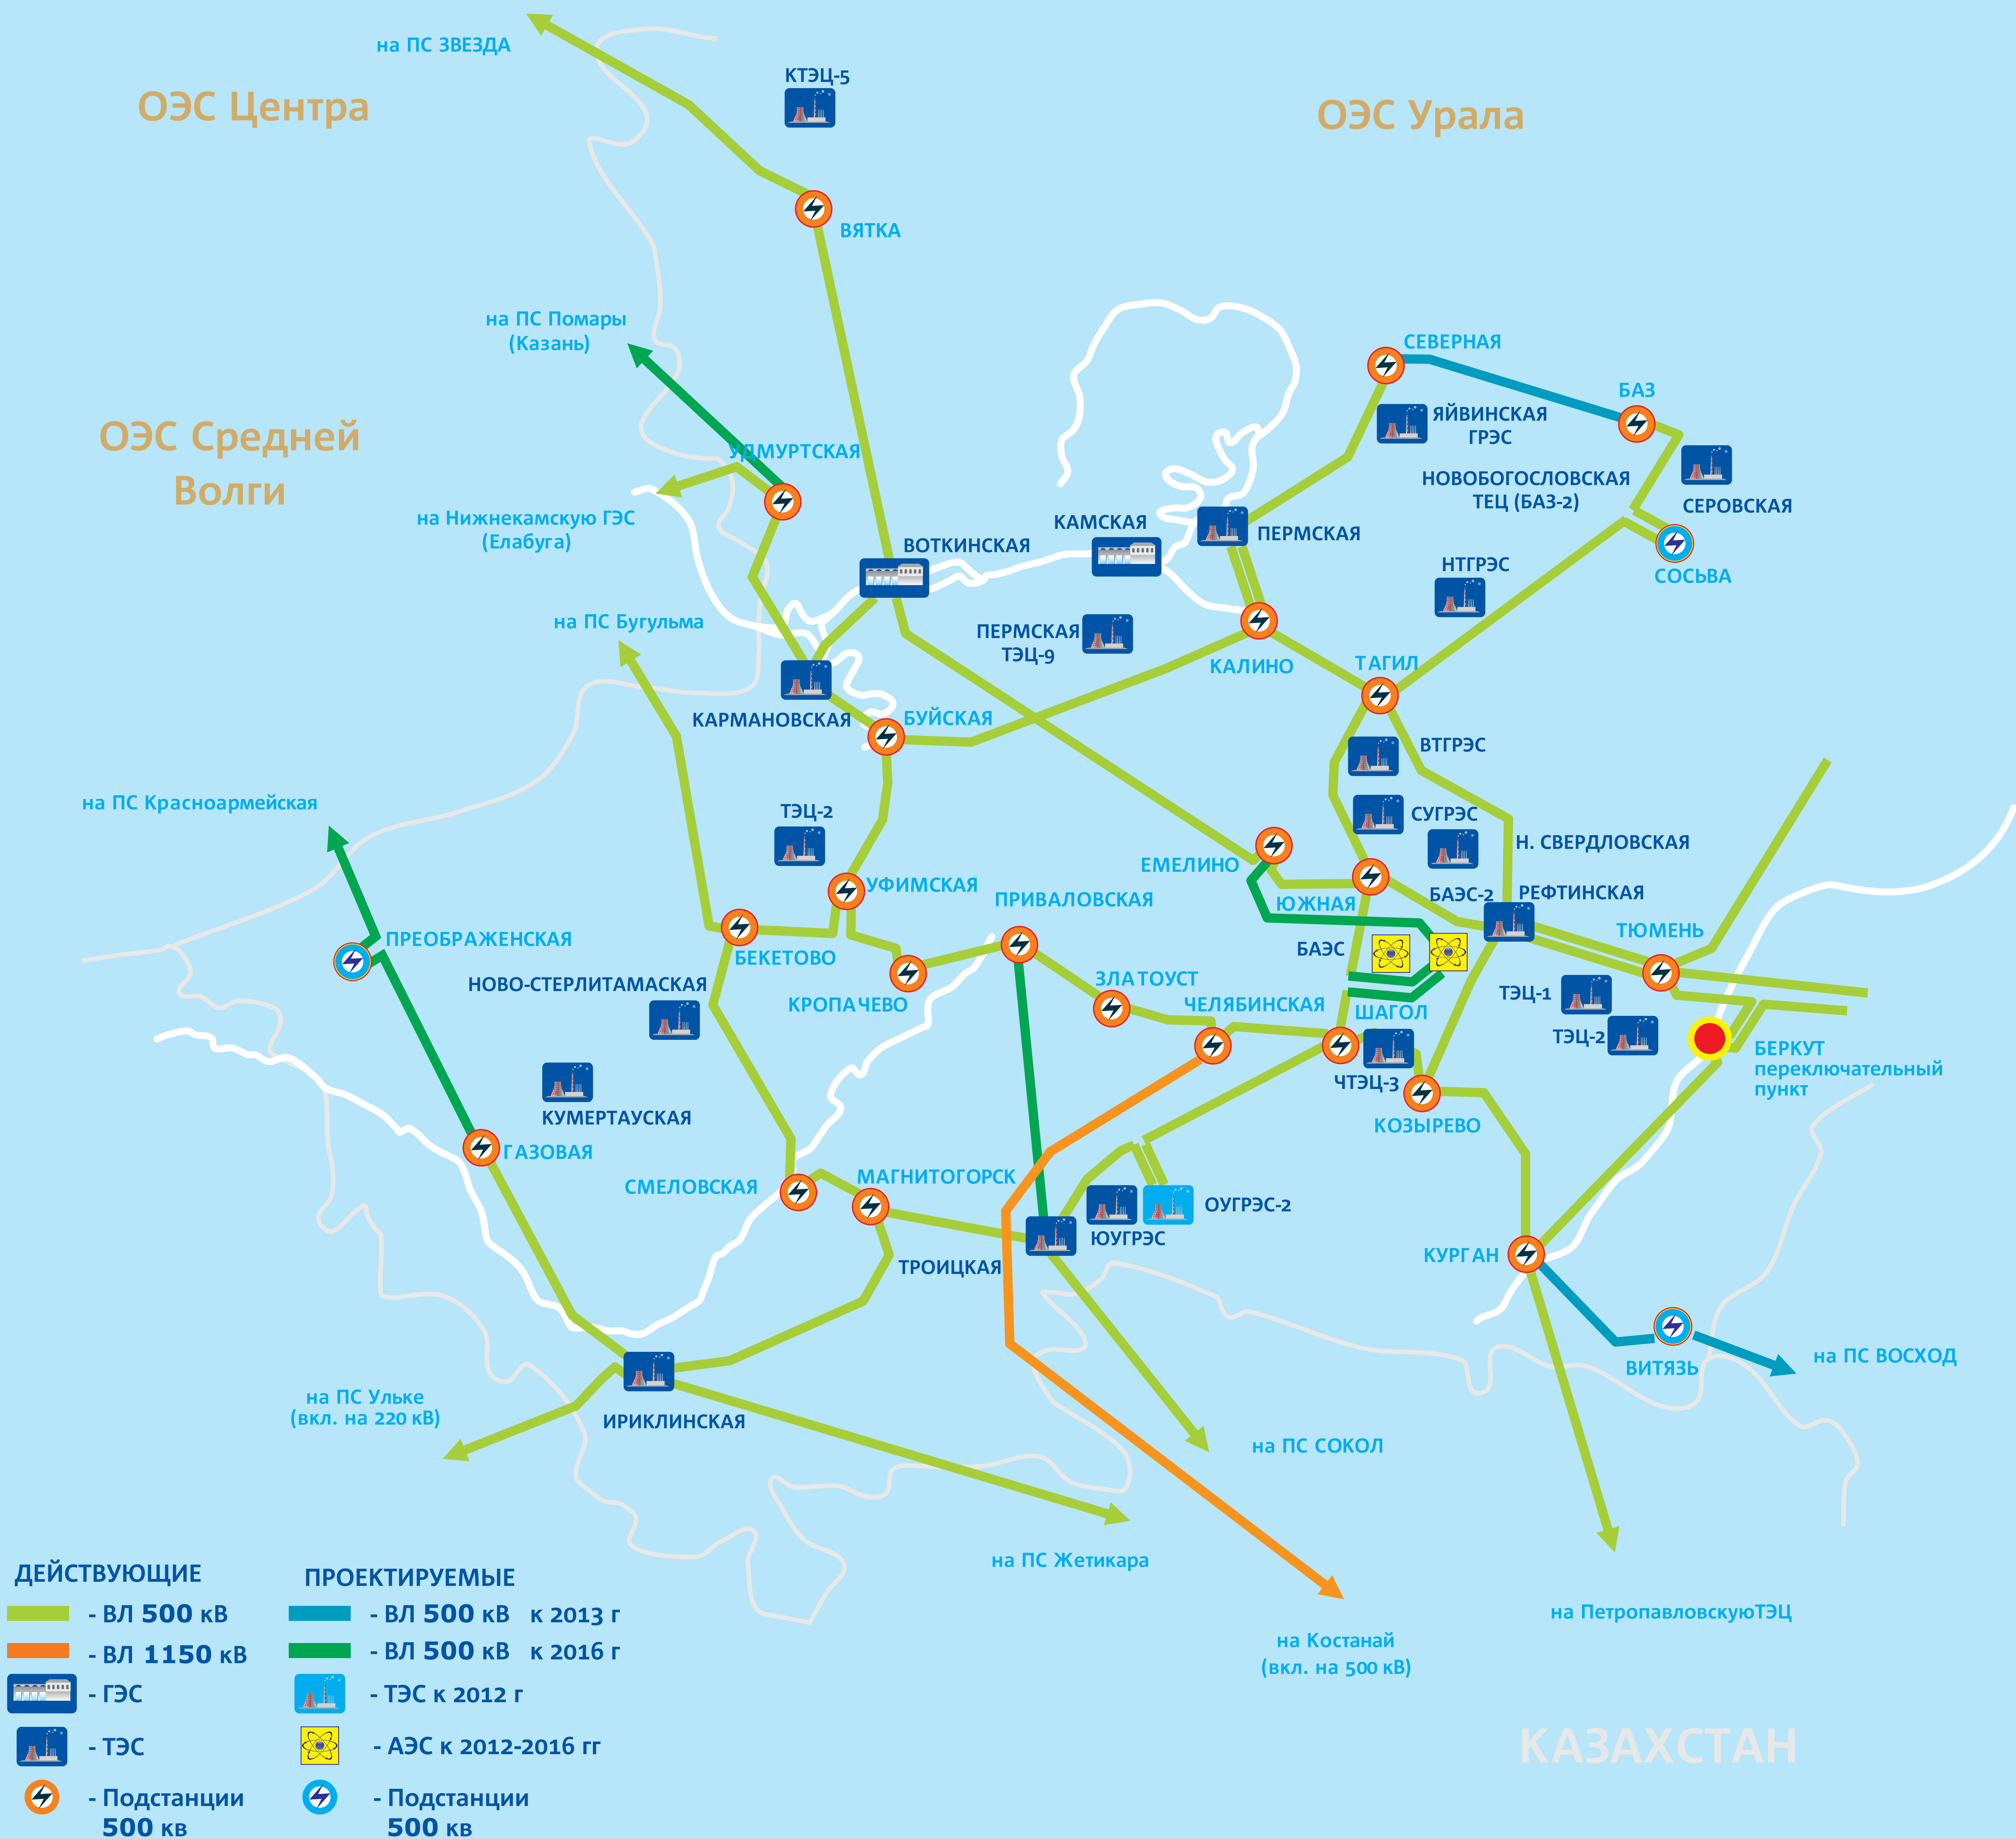 на ПС ЗВЕЗДА
КТЭЦ-5
ОЭС Центра
ОЭС Урала
ВЯТКА
на ПС Помары
(Казань)
СЕВЕРНАЯ
БАЗ
ЯЙВИНСКАЯ
ГРЭС
ОЭС Средней
Волги
УДМУРТСКАЯ
НОВОБОГОСЛОВСКАЯ
ТЕЦ (БАЗ-2)
СЕРОВСКАЯ
на Нижнекамскую ГЭС
(Елабуга)
КАМСКАЯ
ПЕРМСКАЯ
ВОТКИНСКАЯ
НТГРЭС
СОСЬВА
на ПС Бугульма
ПЕРМСКАЯ
ТЭЦ-9
КАЛИНО
ТАГИЛ
КАРМАНОВСКАЯ
БУЙСКАЯ
ВТГРЭС
на ПС Красноармейская
ТЭЦ-2
СУГРЭС
Н. СВЕРДЛОВСКАЯ
ЕМЕЛИНО
УФИМСКАЯ
ПРИВАЛОВСКАЯ
ЮЖНАЯ
БАЭС-2
РЕФТИНСКАЯ
ТЮМЕНЬ
ПРЕОБРАЖЕНСКАЯ
БЕКЕТОВО
БАЭС
НОВО-СТЕРЛИТАМАСКАЯ
КРОПАЧЕВО
ЗЛАТОУСТ
ЧЕЛЯБИНСКАЯ
ШАГОЛ
ТЭЦ-1
ТЭЦ-2
БЕРКУТ
переключательный
пункт
ЧТЭЦ-3
КУМЕРТАУСКАЯ
КОЗЫРЕВО
ГАЗОВАЯ
СМЕЛОВСКАЯ
МАГНИТОГОРСК
ОУГРЭС-2
ЮУГРЭС
ТРОИЦКАЯ
КУРГАН
на ПС ВОСХОД
ВИТЯЗЬ
на ПС Ульке
(вкл. на 220 кВ)
ИРИКЛИНСКАЯ
на ПС СОКОЛ
на ПС Жетикара
на ПетропавловскуюТЭЦ
на Костанай
(вкл. на 500 кВ)
КАЗАХСТАН
ДЕЙСТВУЮЩИЕ
- ВЛ 500 кВ
- ВЛ 1150 кВ
- ГЭС
- ТЭС
- Подстанции
500 кв
ПРОЕКТИРУЕМЫЕ
- ВЛ 500 кВ к 2013 г
- ВЛ 500 кВ к 2016 г
- ТЭС к 2012 г
- АЭС к 2012-2016 гг
- Подстанции
500 кв